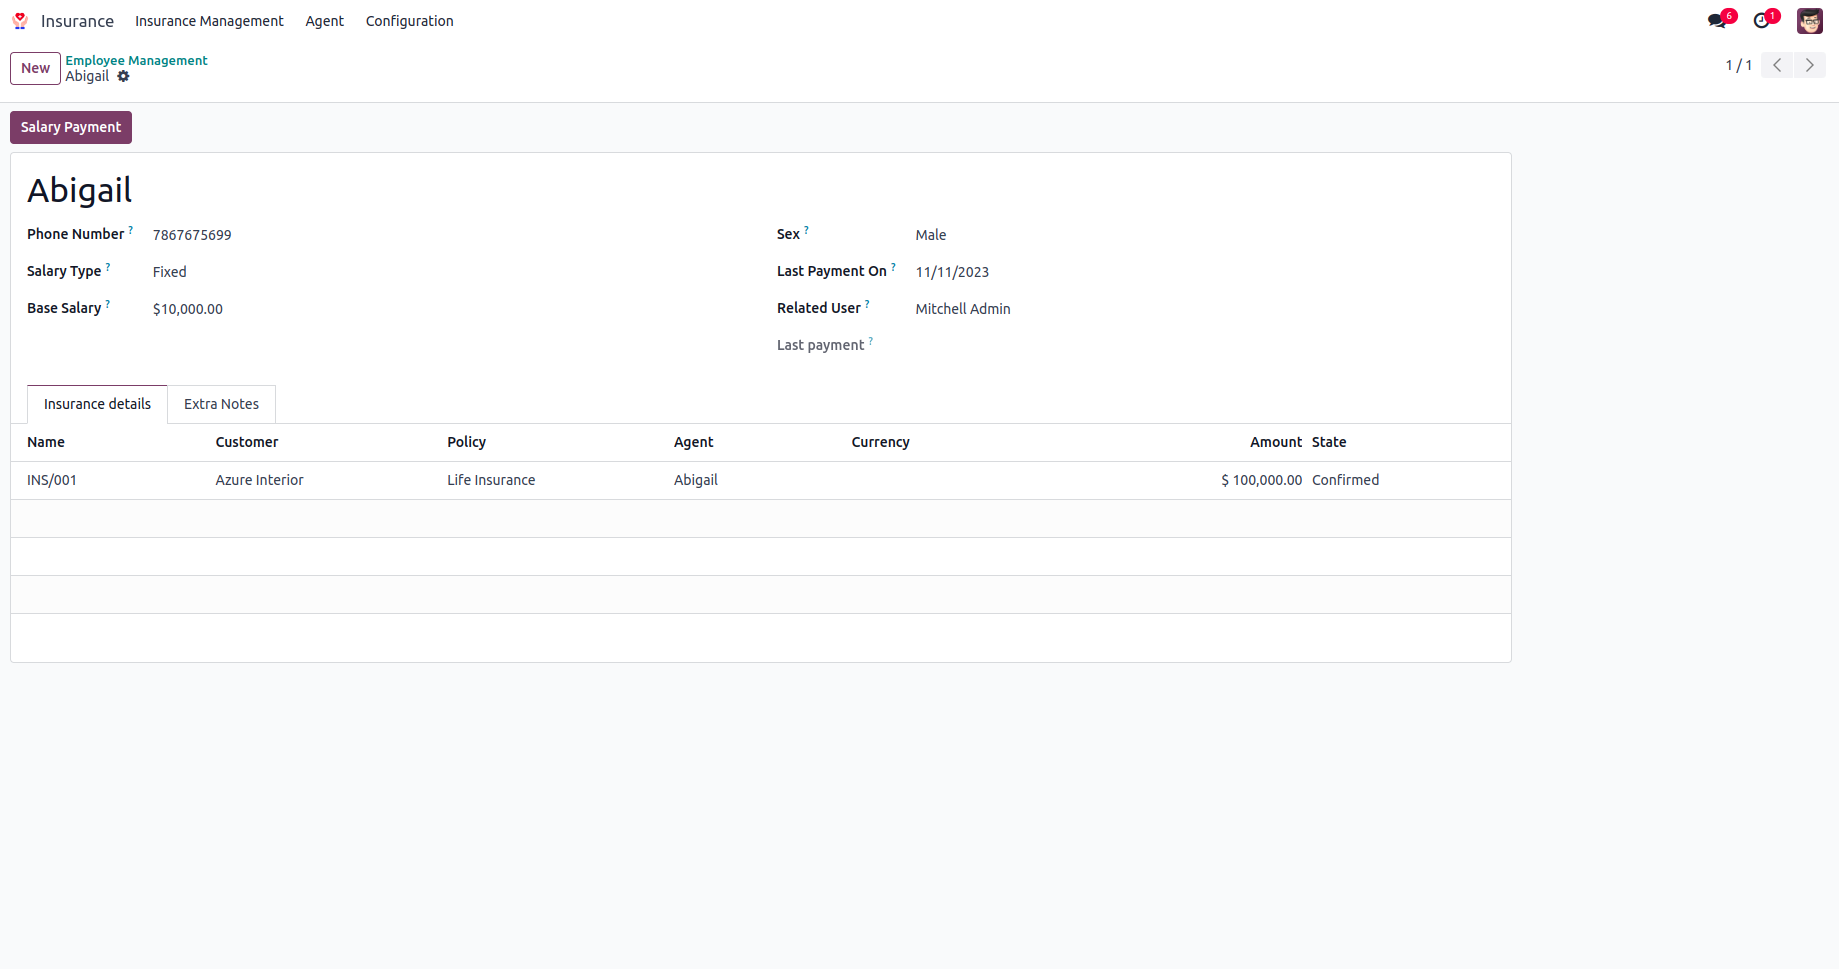 Insurance Insurance Management Agent Configuration 6 1
New Employee Management
Abigail
1 / 1
Salary Payment
Abigail
Phone Number ? 7867675699
Sex ? Male
Salary Type ? Fixed
Last Payment On ? 11/11/2023
Base Salary ? $10,000.00
Related User ? Mitchell Admin
Last payment ?
Insurance details Extra Notes
Name Customer Policy Agent Currency Amount State
INS/001 Azure Interior Life Insurance Abigail $ 100,000.00 Confirmed